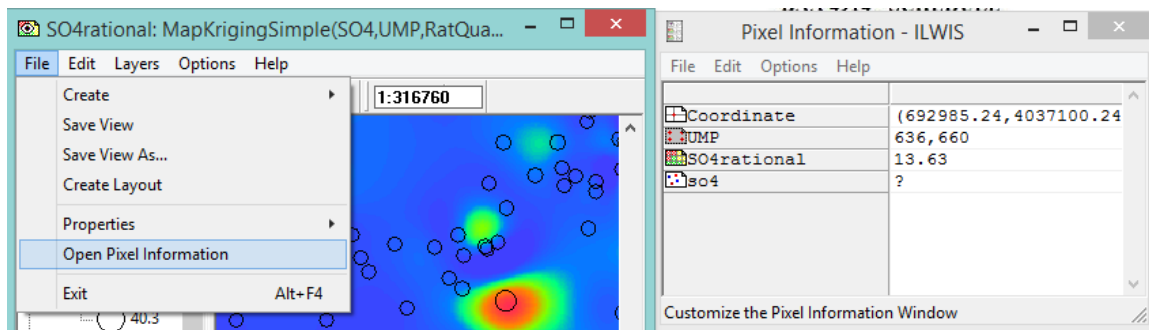 SO4rational: MapKrigingSimple(SO4,UMP,RatQua...
File Edit Layers Options Help
Create
Save View
Save View As...
Create Layout
Properties
Open Pixel Information
Exit Alt+F4
1:316760
40.3
Pixel Information - ILWIS
File Edit Options Help
Coordinate (692985.24,4037100.24
UMP 636,660
SO4rational 13.63
so4 ?
Customize the Pixel Information Window